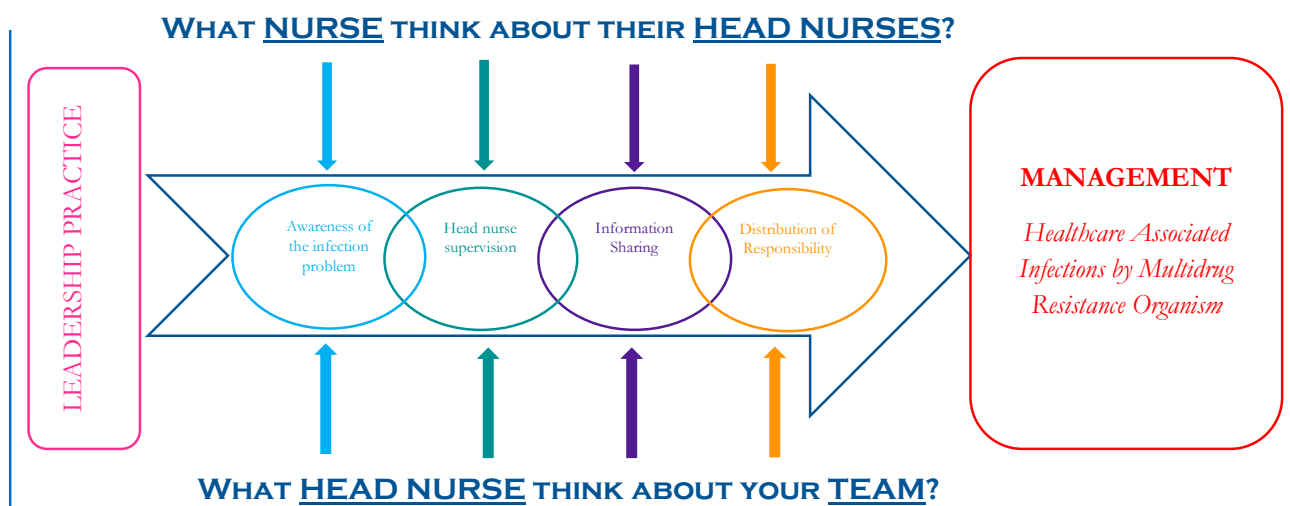 WHAT NURSE THINK ABOUT THEIR HEAD NURSES?
LEADERSHIP PRACTICE
Awareness of
the infection
problem
Head nurse
supervision
Information
Sharing
Distribution of
Responsibility
MANAGEMENT
Healthcare Associated
Infections by Multidrug
Resistance Organism
WHAT HEAD NURSE THINK ABOUT YOUR TEAM?